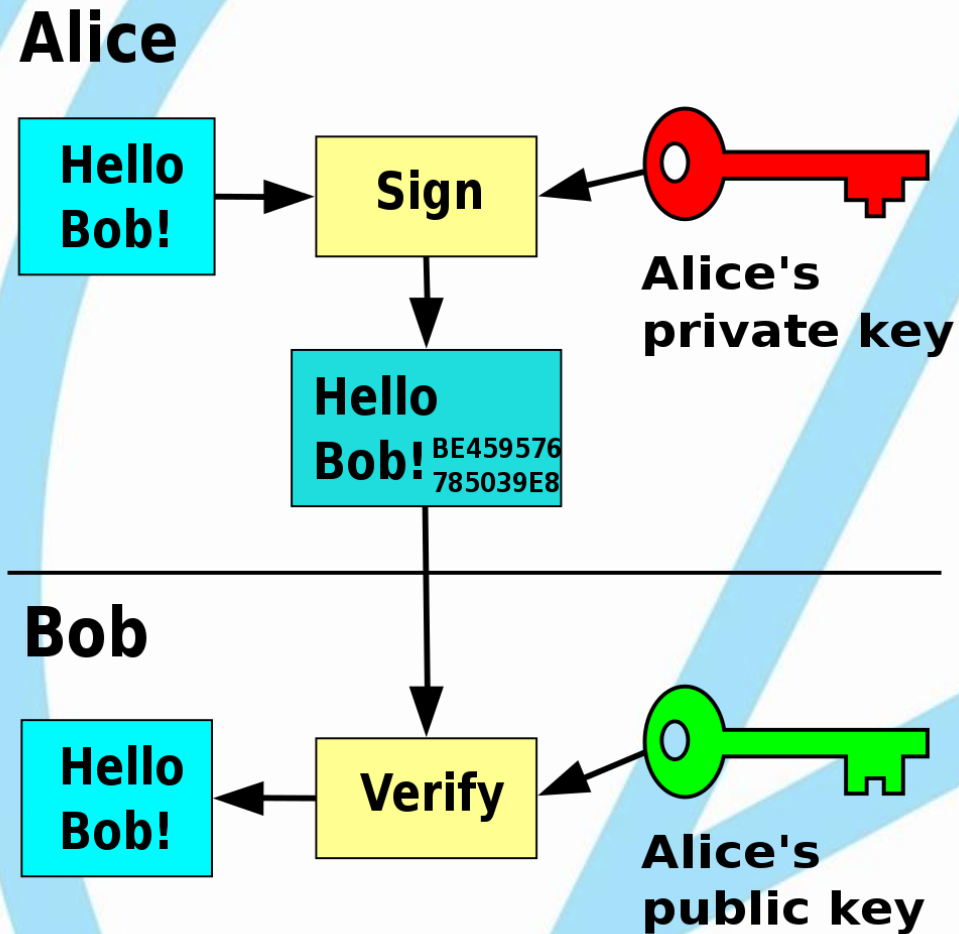 Alice
Hello
Bob!
Sign
Alice's
private key
Hello
Bob! BE459576
785039E8
Bob
Hello
Bob!
Verify
Alice's
public key